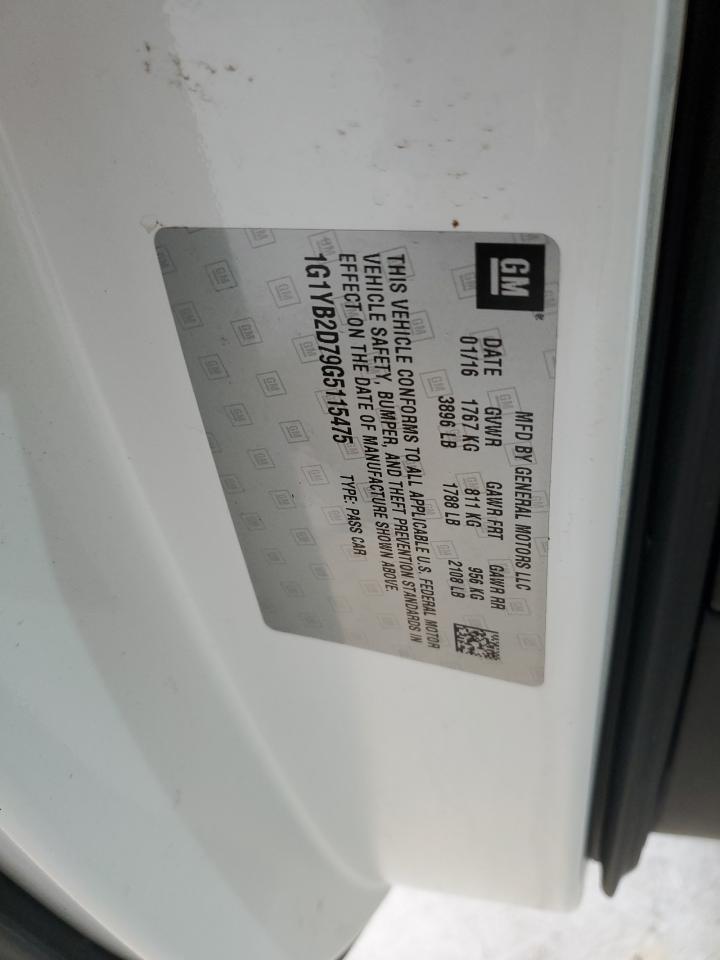 GM
MFD BY GENERAL MOTORS LLC
DATE GVWR GAWR FRT GAWR RR
01/16 1767 KG 811 KG 956 KG
3896 LB 1788 LB 2108 LB
THIS VEHICLE CONFORMS TO ALL APPLICABLE U.S. FEDERAL MOTOR
VEHICLE SAFETY, BUMPER, AND THEFT PREVENTION STANDARDS IN
EFFECT ON THE DATE OF MANUFACTURE SHOWN ABOVE.
1G1YB2D79G5115475 TYPE: PASS CAR